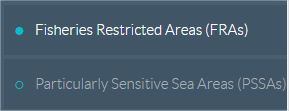 Fisheries Restricted Areas (FRAs)
Particularly Sensitive Sea Areas (PSSAs)